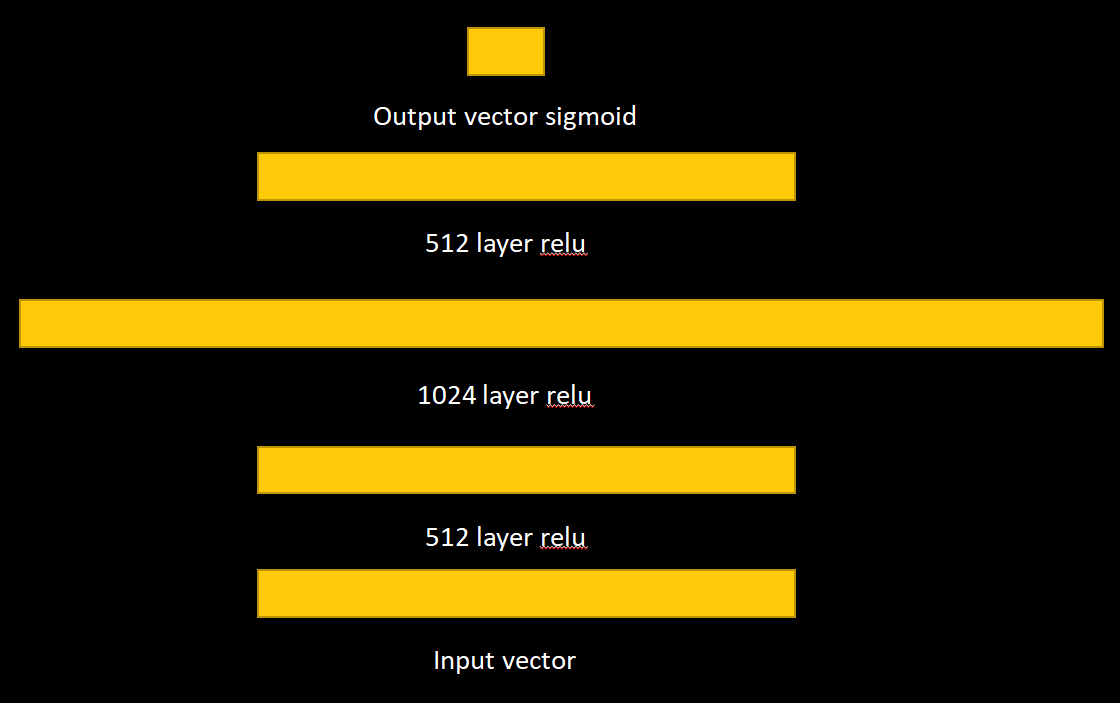 Output vector sigmoid
512 layer relu
1024 layer relu
512 layer relu
Input vector